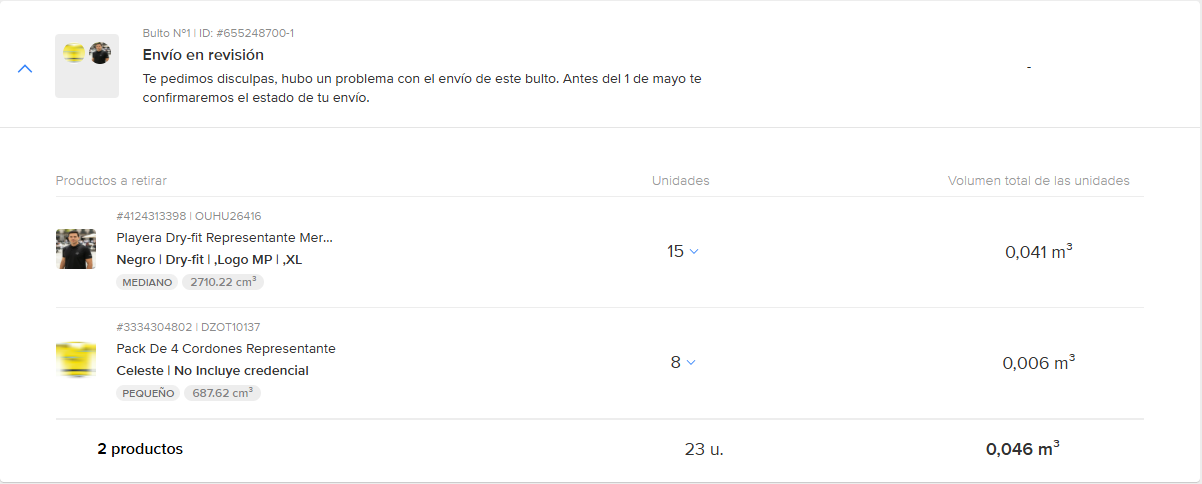 Bulto Nº1 | ID: #655248700-1
Envío en revisión
Te pedimos disculpas, hubo un problema con el envío de este bulto. Antes del 1 de mayo te
confirmaremos el estado de tu envío.
-
Productos a retirar Unidades Volumen total de las unidades
#4124313398 | OUHU26416
Playera Dry-fit Representante Mer...
Negro | Dry-fit | ,Logo MP | ,XL
MEDIANO 2710.22 cm³
15 0,041 m³
#3334304802 | DZOT10137
Pack De 4 Cordones Representante
Celeste | No Incluye credencial
PEQUEÑO 687.62 cm³
8 0,006 m³
2 productos 23 u. 0,046 m³